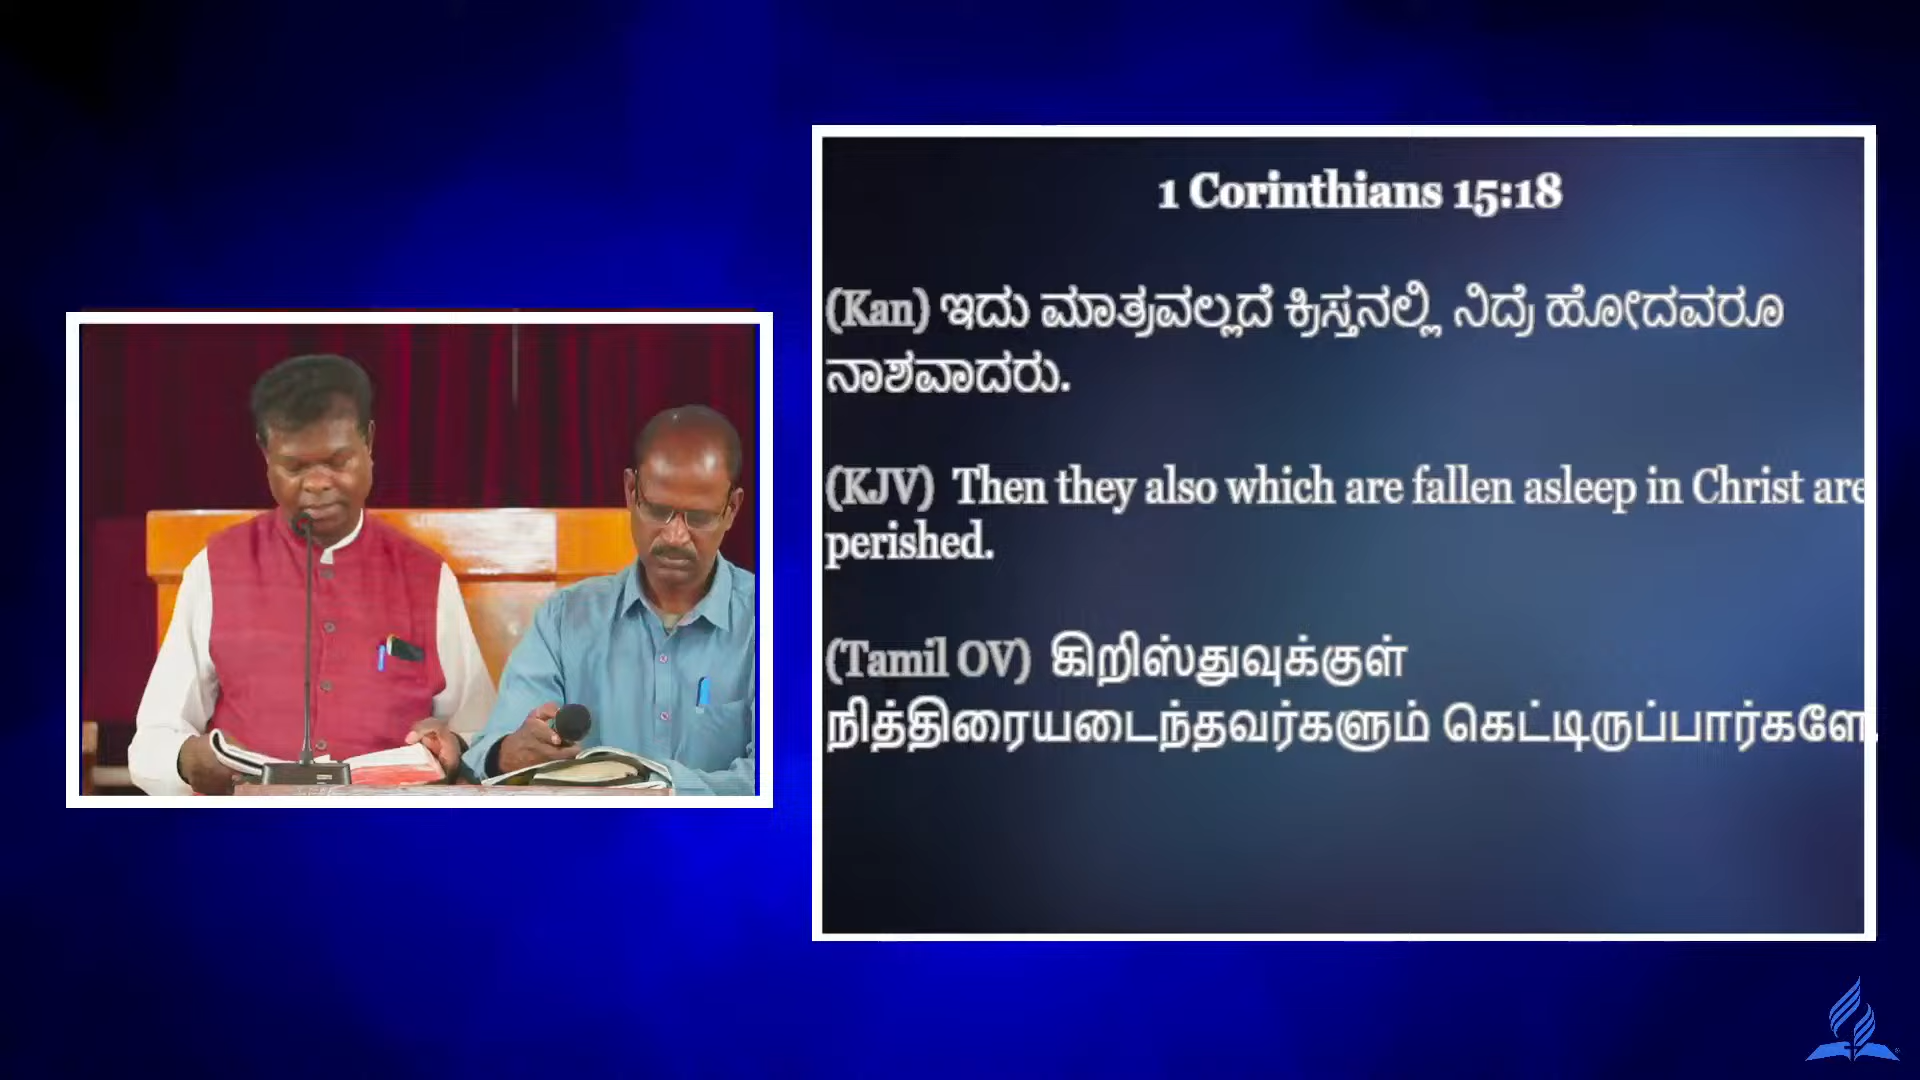 1 Corinthians 15:18
(Kan) ಇದು ಮಾತ್ರವಲ್ಲದೆ ಕ್ರಿಸ್ತನಲ್ಲಿ ನಿದ್ರೆ ಹೋದವರೂ
ನಾಶವಾದರು.
(KJV) Then they also which are fallen asleep in Christ are
perished.
(Tamil OV) கிறிஸ்துவுக்குள்
நித்திரையடைந்தவர்களும் கெட்டிருப்பார்களே.